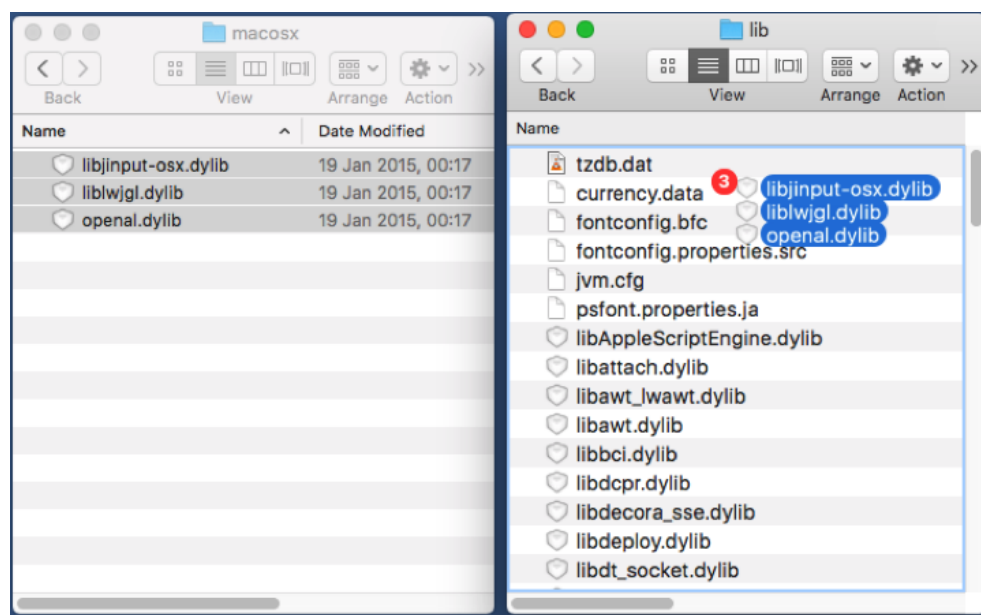 macosx
Back
View
Arrange
Action
Name
Date Modified
libjinput-osx.dylib
19 Jan 2015, 00:17
liblwjgl.dylib
19 Jan 2015, 00:17
openal.dylib
19 Jan 2015, 00:17
lib
Back
View
Arrange
Action
Name
tzdb.dat
currency.data
fontconfig.bfc
fontconfig.properties.src
jvm.cfg
psfont.properties.ja
libAppleScriptEngine.dylib
libattach.dylib
libawt_lwawt.dylib
libawt.dylib
libbci.dylib
libdcpr.dylib
libdecora_sse.dylib
libdeploy.dylib
libdt_socket.dylib
3
libjinput-osx.dylib
liblwjgl.dylib
openal.dylib